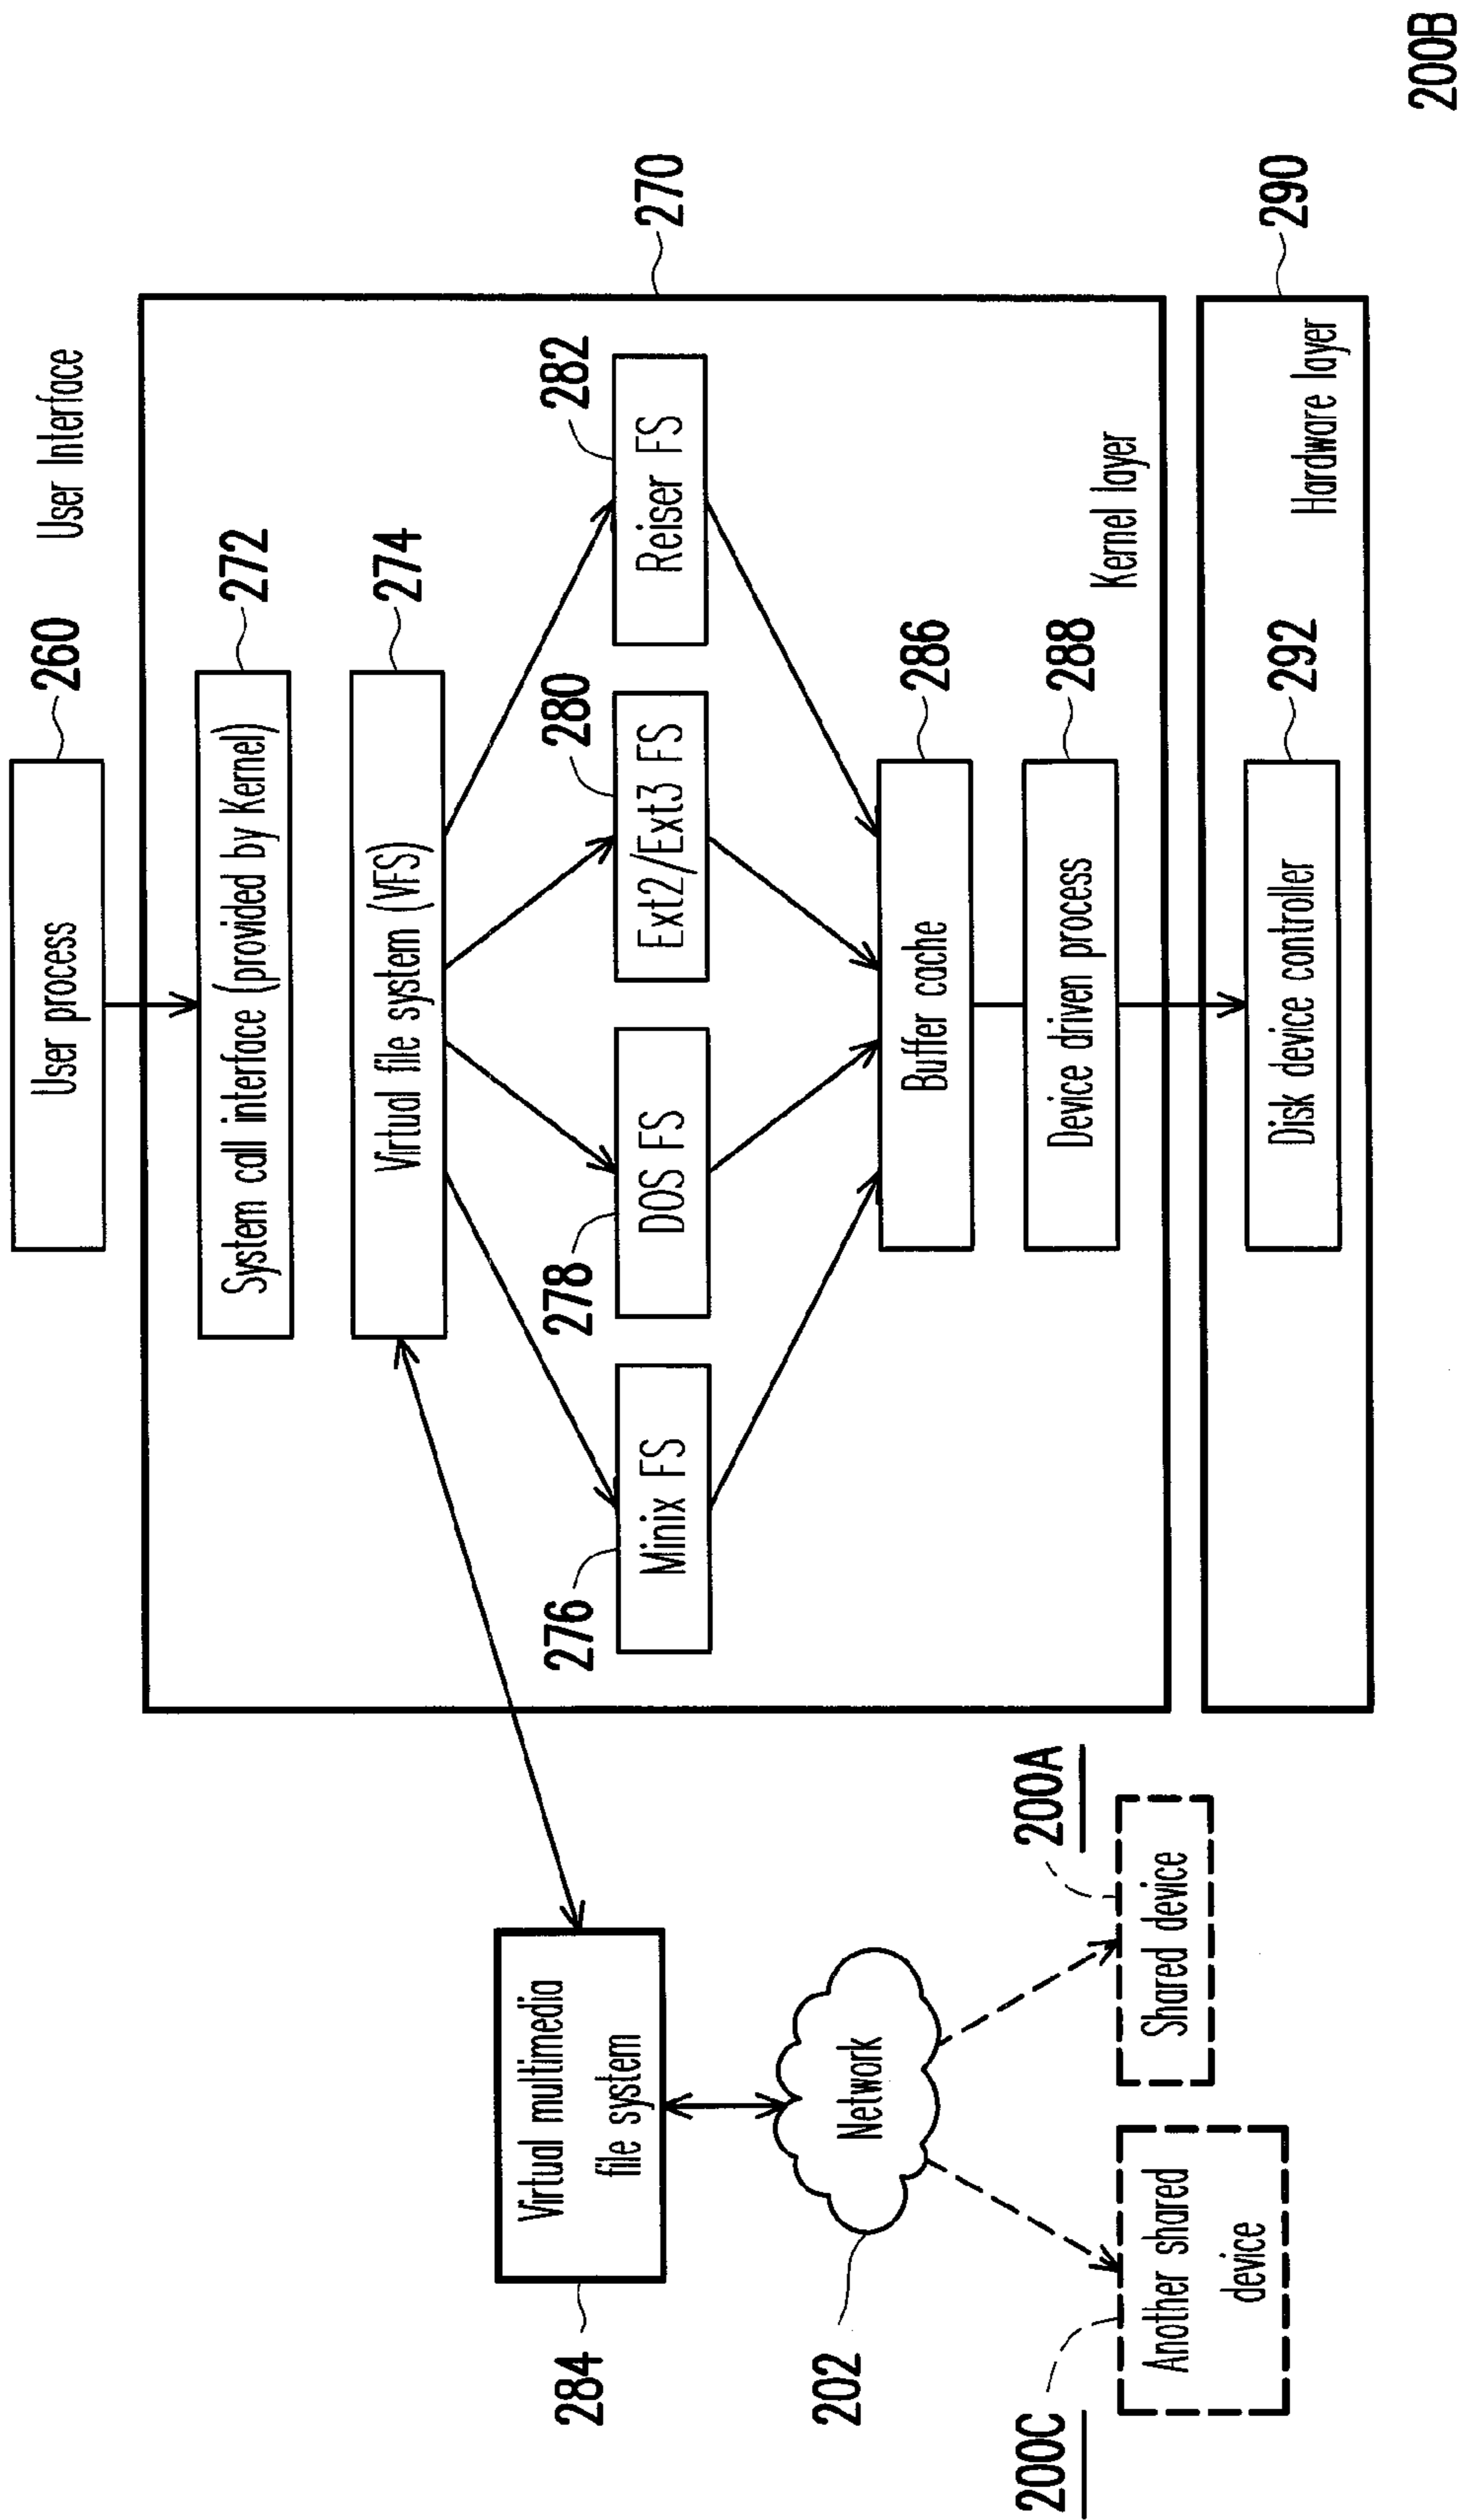 User process
260
User Interface
System call interface (provided by Kernel)
272
Virtual file system (VFS)
274
270
276
Minix FS
278
DOS FS
280
Ext2/Ext3 FS
282
Reiser FS
Buffer cache
286
Device driven process
288
Kernel layer
290
Disk device controller
292
Hardware layer
284
Virtual multimedia
file system
202
Network
200C
Another shared
device
200A
Shared device
200B